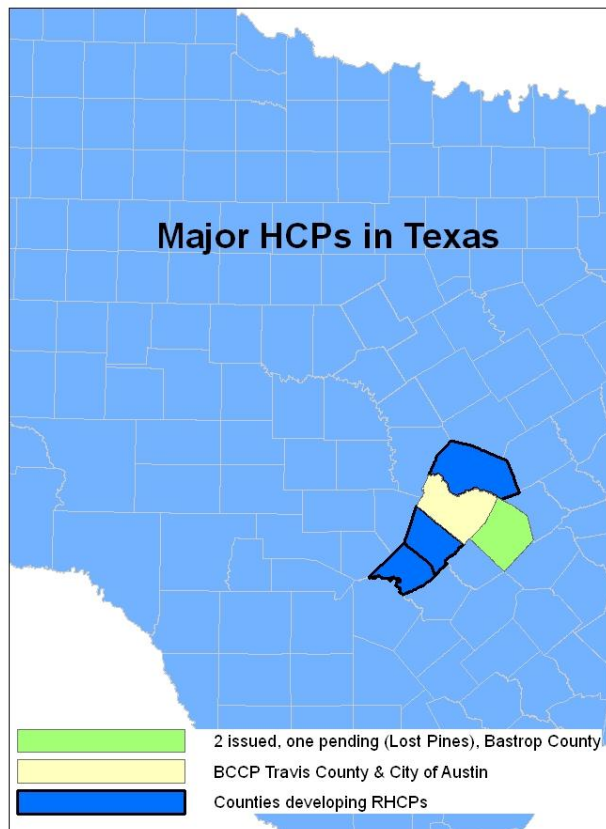 Major HCPs in Texas
2 issued, one pending (Lost Pines), Bastrop County
BCCP Travis County & City of Austin
Counties developing RHCPs